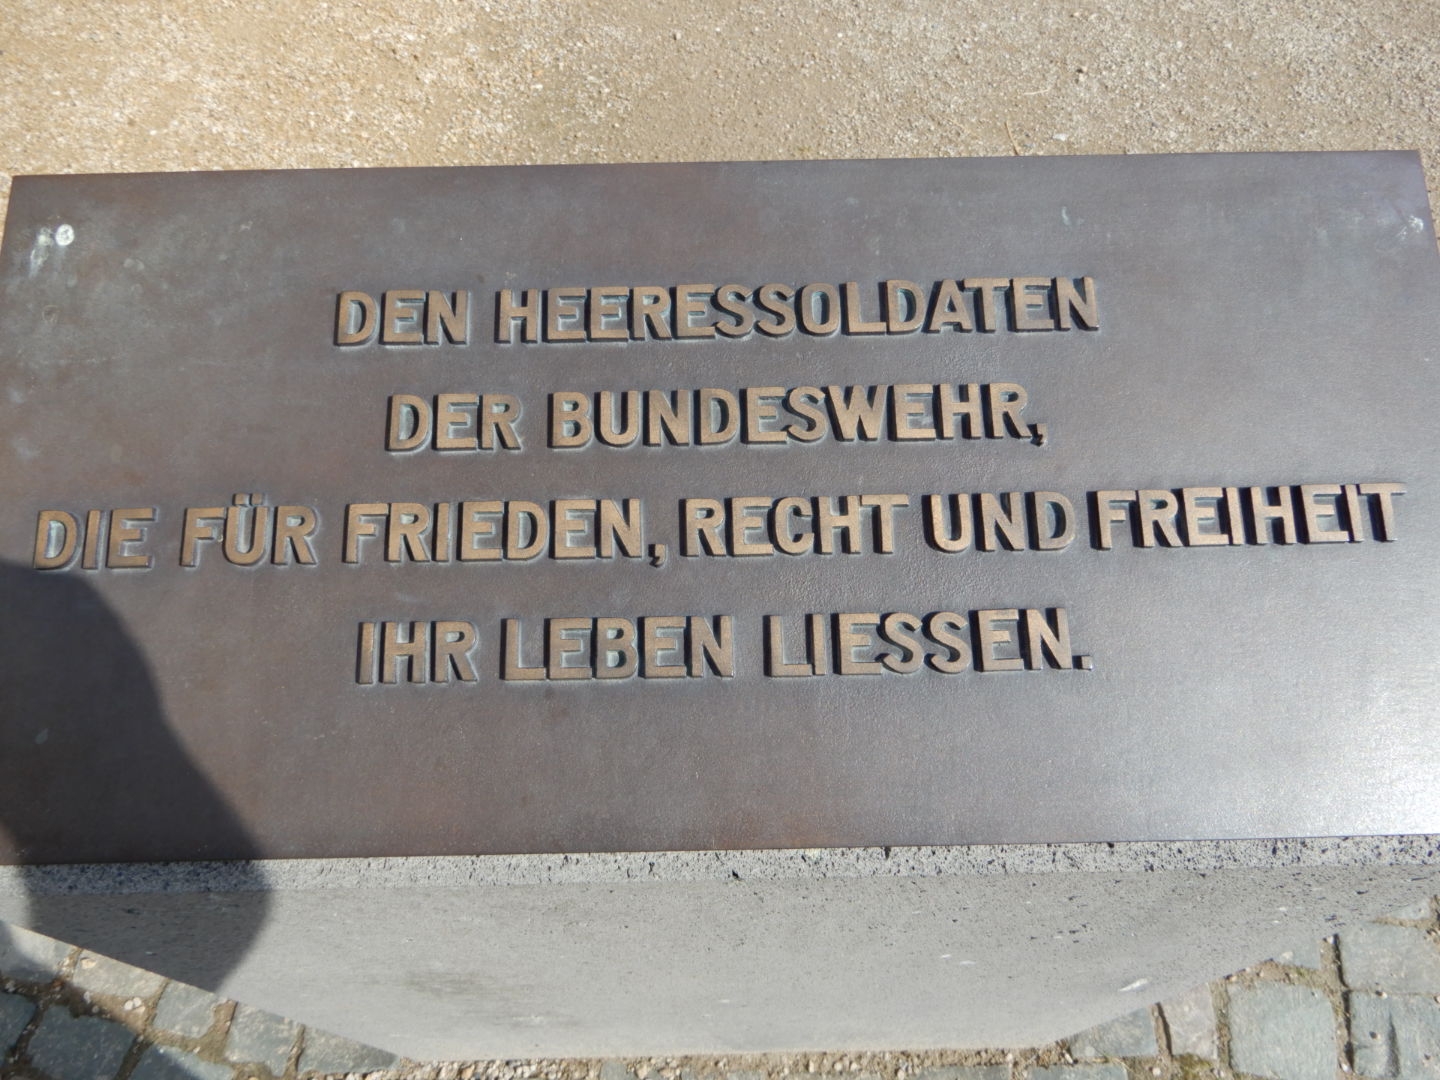 DEN HEERESSOLDATEN
DER BUNDESWEHR,
DIE FÜR FRIEDEN, RECHT UND FREIHEIT
IHR LEBEN LIESSEN.